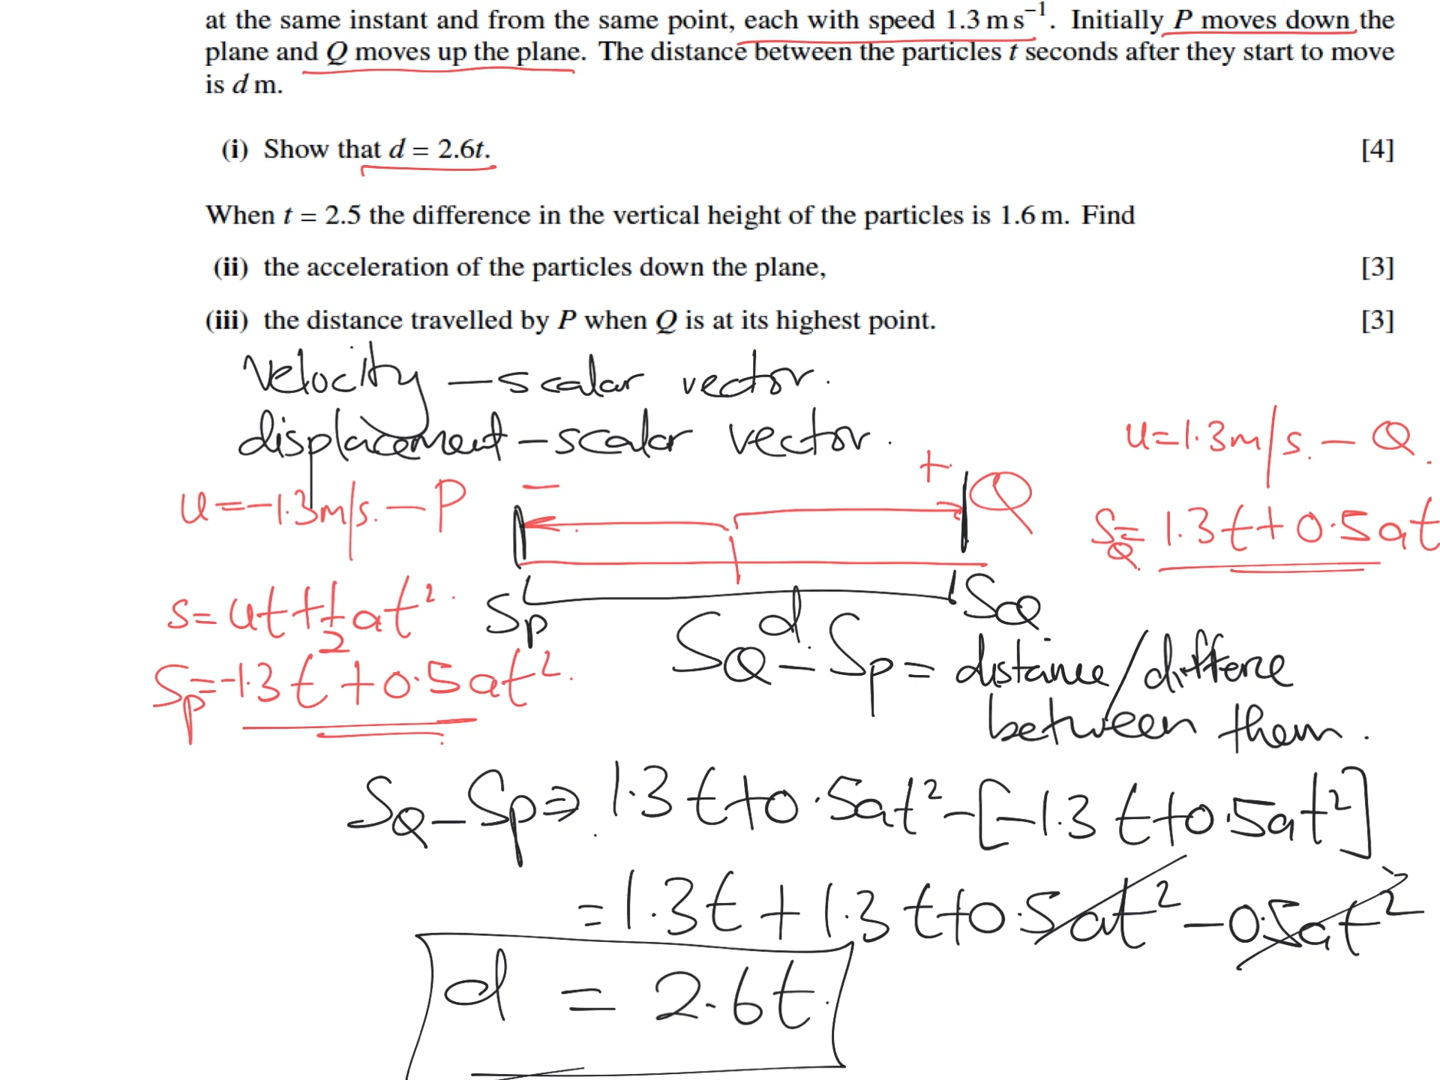 at the same instant and from the same point, each with speed 1.3 m s⁻¹. Initially P moves down the
plane and Q moves up the plane. The distance between the particles t seconds after they start to move
is d m.
(i) Show that d = 2.6t. [4]
When t = 2.5 the difference in the vertical height of the particles is 1.6 m. Find
(ii) the acceleration of the particles down the plane, [3]
(iii) the distance travelled by P when Q is at its highest point. [3]
Velocity – scalar vector.
displacement – scalar vector.
u=1.3m/s. – Q.
u=-1.3m/s. – P
– + Q
S_Q= 1.3t+0.5at
s=ut+½at².
Sp d. SQ
Sp=-1.3t+0.5at².
SQ – Sp = distance/differe
between them.
SQ – Sp ⇒ 1.3t+0.5at² – [–1.3t+0.5at²]
= 1.3t + 1.3t+0.5at² – 0.5at²
d = 2.6t.